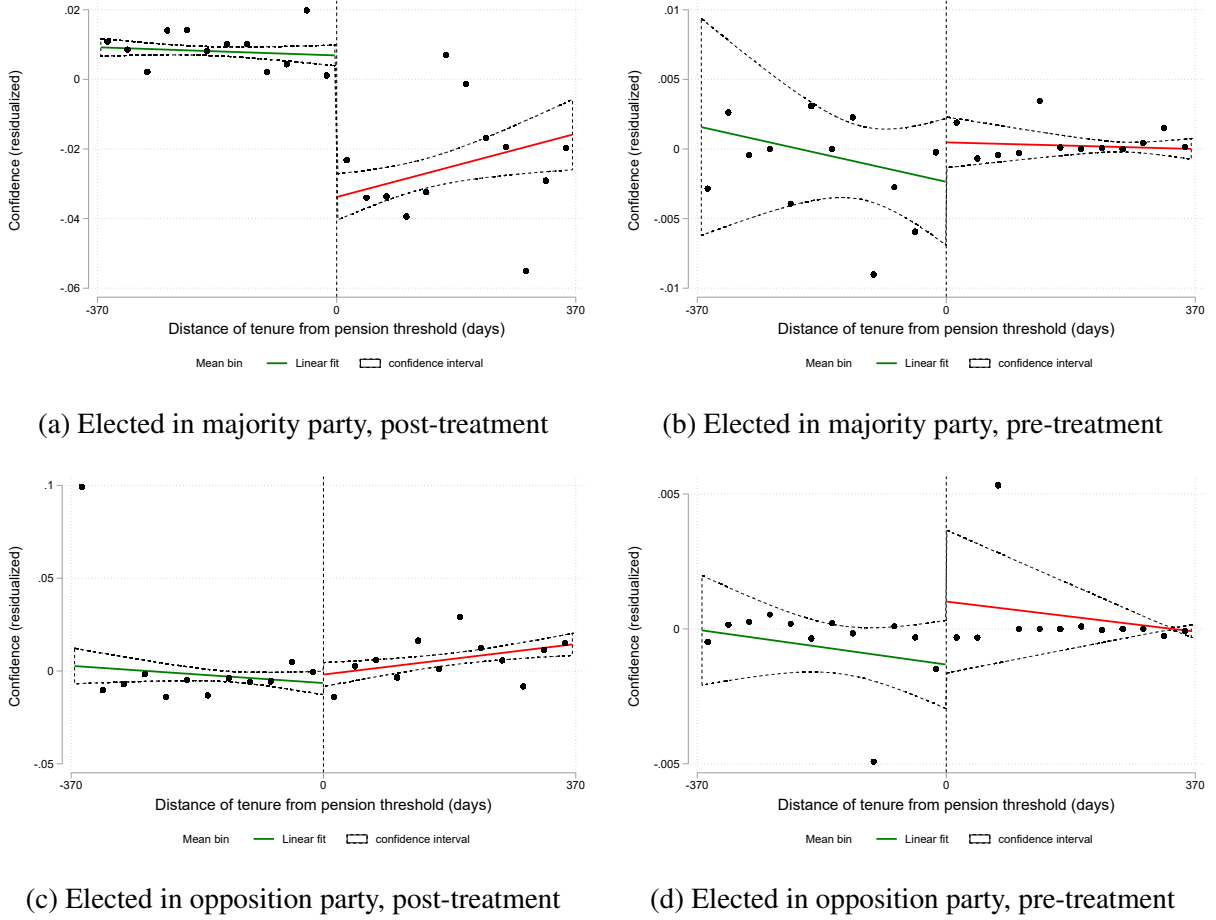 .02
0
-.02
-.04
-.06
Confidence (residualized)
-370
0
370
Distance of tenure from pension threshold (days)
Mean bin Linear fit confidence interval
(a) Elected in majority party, post-treatment
.01
.005
0
-.005
-.01
Confidence (residualized)
-370
0
370
Distance of tenure from pension threshold (days)
Mean bin Linear fit confidence interval
(b) Elected in majority party, pre-treatment
.1
.05
0
-.05
Confidence (residualized)
-370
0
370
Distance of tenure from pension threshold (days)
Mean bin Linear fit confidence interval
(c) Elected in opposition party, post-treatment
.005
0
-.005
Confidence (residualized)
-370
0
370
Distance of tenure from pension threshold (days)
Mean bin Linear fit confidence interval
(d) Elected in opposition party, pre-treatment